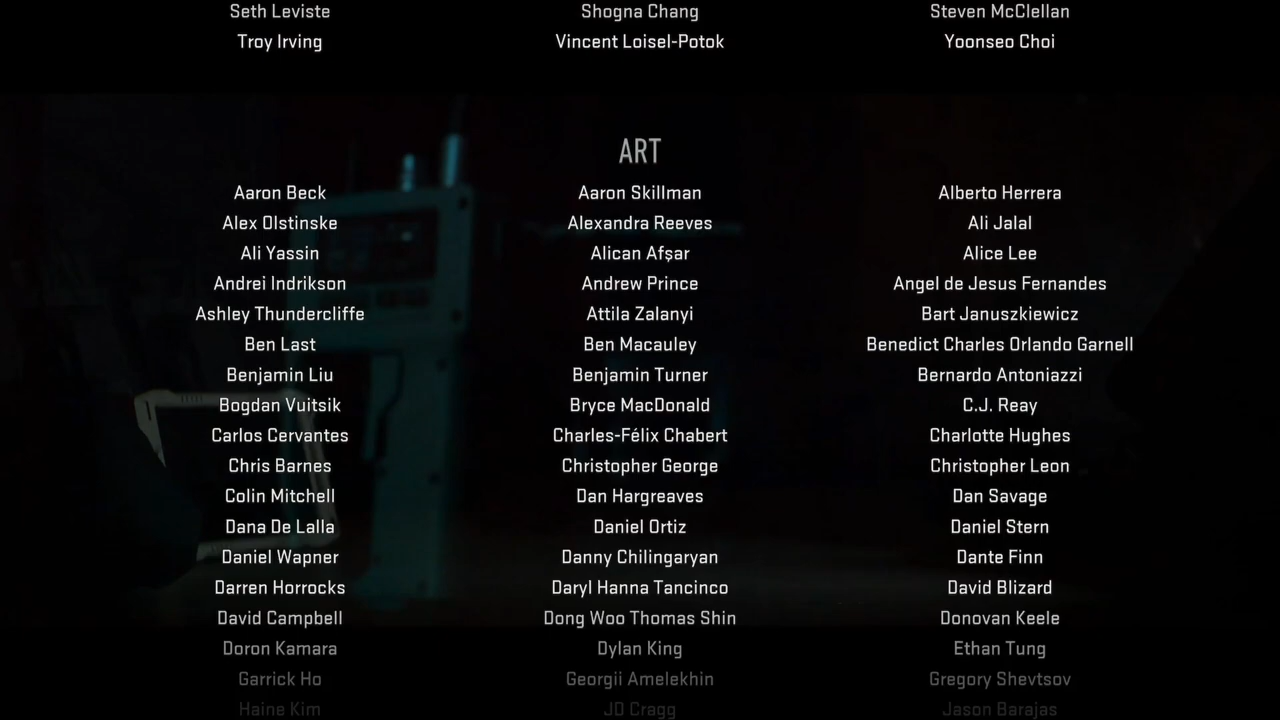 Seth Leviste Shogna Chang Steven McClellan
Troy Irving Vincent Loisel-Potok Yoonseo Choi
ART
Aaron Beck Aaron Skillman Alberto Herrera
Alex Olstinske Alexandra Reeves Ali Jalal
Ali Yassin Alican Afşar Alice Lee
Andrei Indrikson Andrew Prince Angel de Jesus Fernandes
Ashley Thundercliffe Attila Zalanyi Bart Januszkiewicz
Ben Last Ben Macauley Benedict Charles Orlando Garnell
Benjamin Liu Benjamin Turner Bernardo Antoniazzi
Bogdan Vuitsik Bryce MacDonald C.J. Reay
Carlos Cervantes Charles-Félix Chabert Charlotte Hughes
Chris Barnes Christopher George Christopher Leon
Colin Mitchell Dan Hargreaves Dan Savage
Dana De Lalla Daniel Ortiz Daniel Stern
Daniel Wapner Danny Chilingaryan Dante Finn
Darren Horrocks Daryl Hanna Tancinco David Blizard
David Campbell Dong Woo Thomas Shin Donovan Keele
Doron Kamara Dylan King Ethan Tung
Garrick Ho Georgii Amelekhin Gregory Shevtsov
Haine Kim JD Cragg Jason Barajas